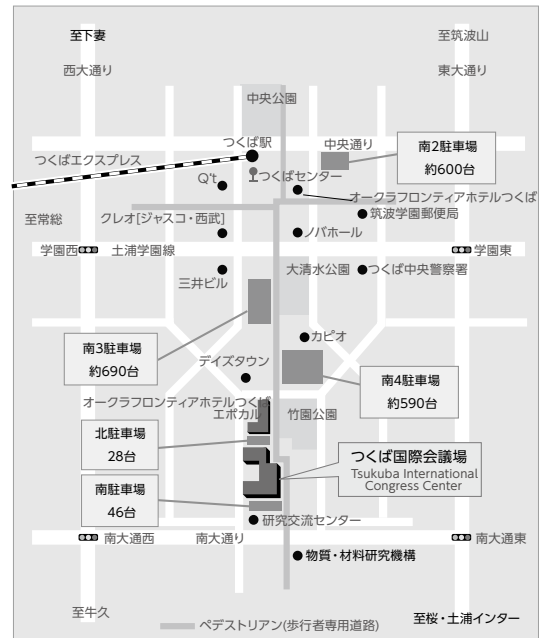 至下妻
至筑波山
西大通り
東大通り
中央公園
つくば駅
中央通り
南2駐車場
約600台
つくばエクスプレス
つくばセンター
Q't
オークラフロンティアホテルつくば
至常総
クレオ[ジャスコ・西武]
筑波学園郵便局
ノバホール
学園西
土浦学園線
学園東
大清水公園
つくば中央警察署
三井ビル
カピオ
南3駐車場
約690台
デイズタウン
南4駐車場
約590台
オークラフロンティアホテルつくば
エポカル
竹園公園
北駐車場
28台
つくば国際会議場
Tsukuba International
Congress Center
南駐車場
46台
研究交流センター
南大通西
南大通り
南大通東
物質・材料研究機構
至牛久
至桜・土浦インター
ペデストリアン(歩行者専用道路)